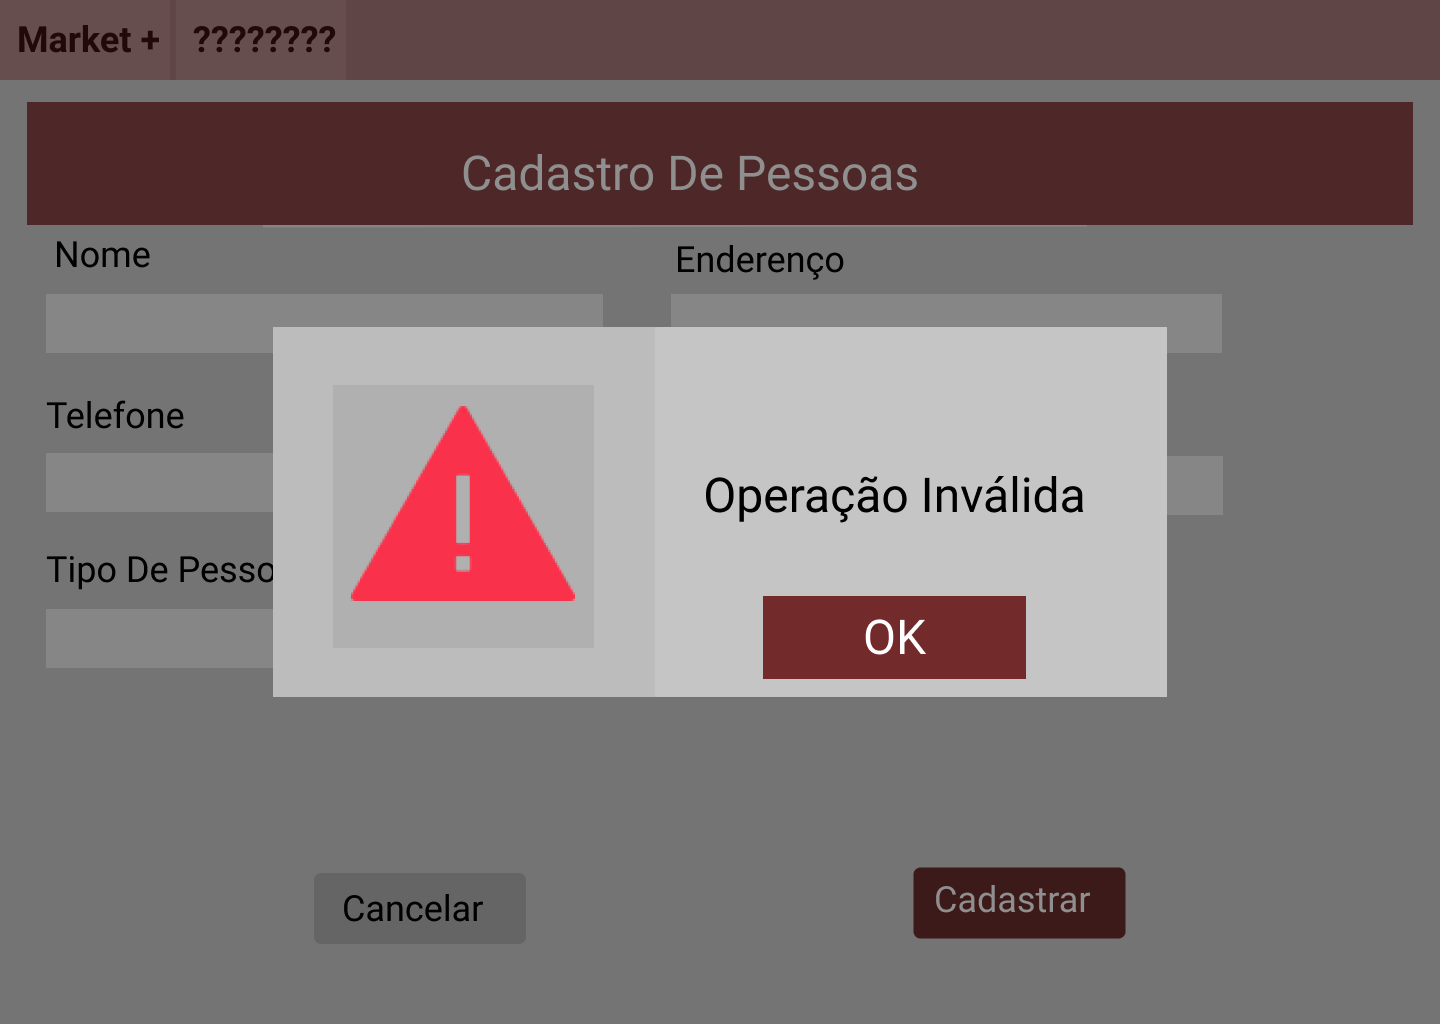 Market +
????????
Cadastro De Pessoas
Nome
Enderenço
Telefone
Operação Inválida
Tipo De Pesso
OK
Cancelar
Cadastrar